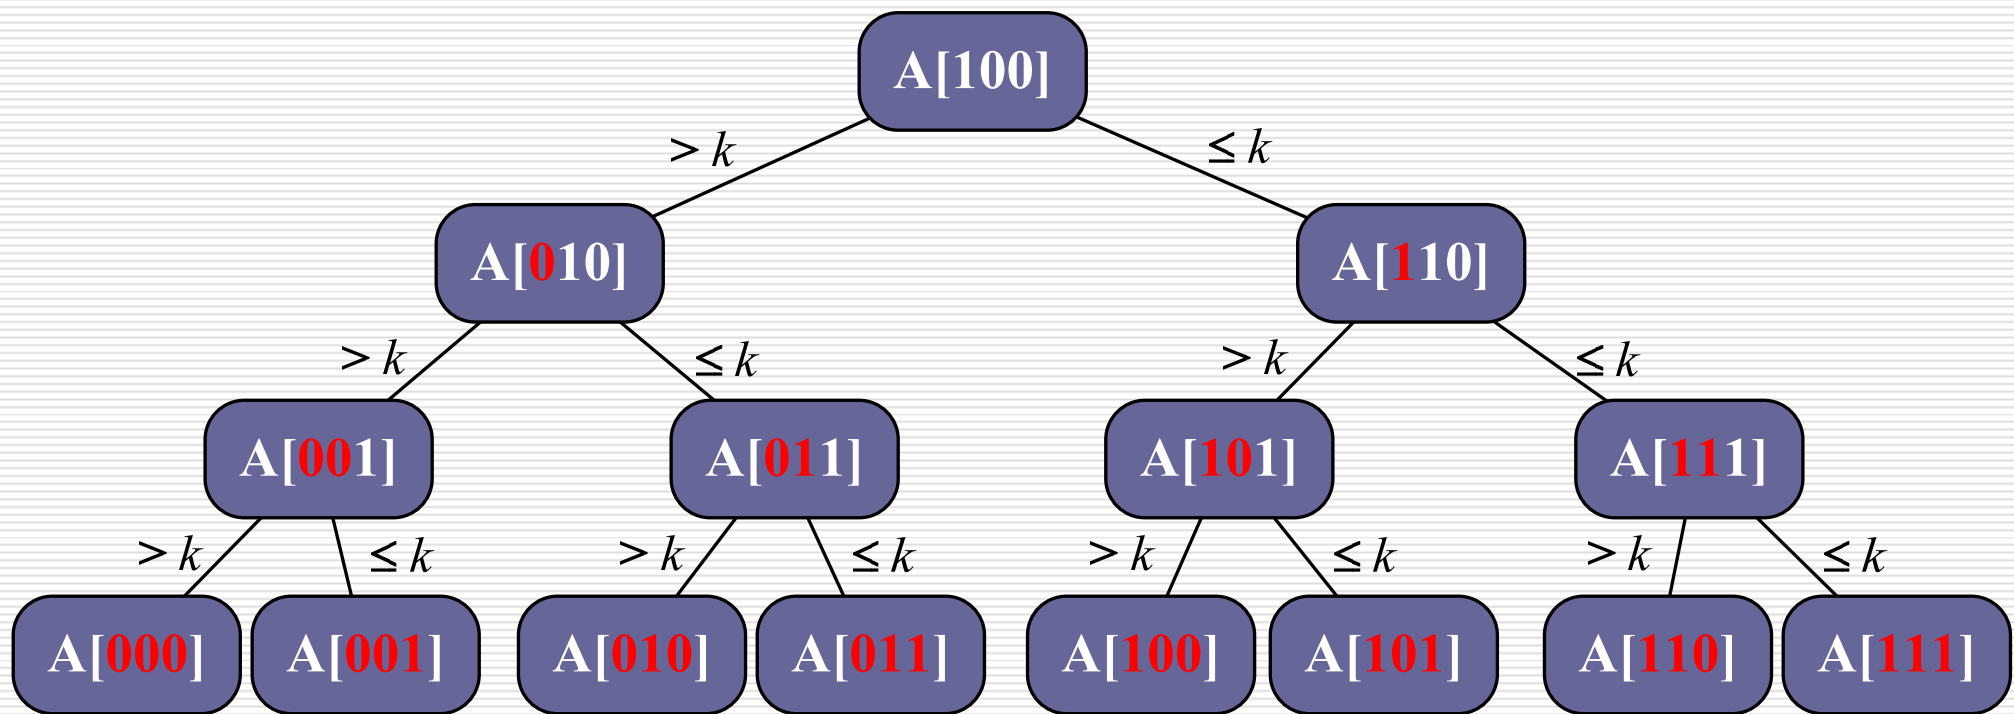 A[100]
> k ≤ k
A[010] A[110]
> k ≤ k > k ≤ k
A[001] A[011] A[101] A[111]
> k ≤ k > k ≤ k > k ≤ k > k ≤ k
A[000] A[001] A[010] A[011] A[100] A[101] A[110] A[111]